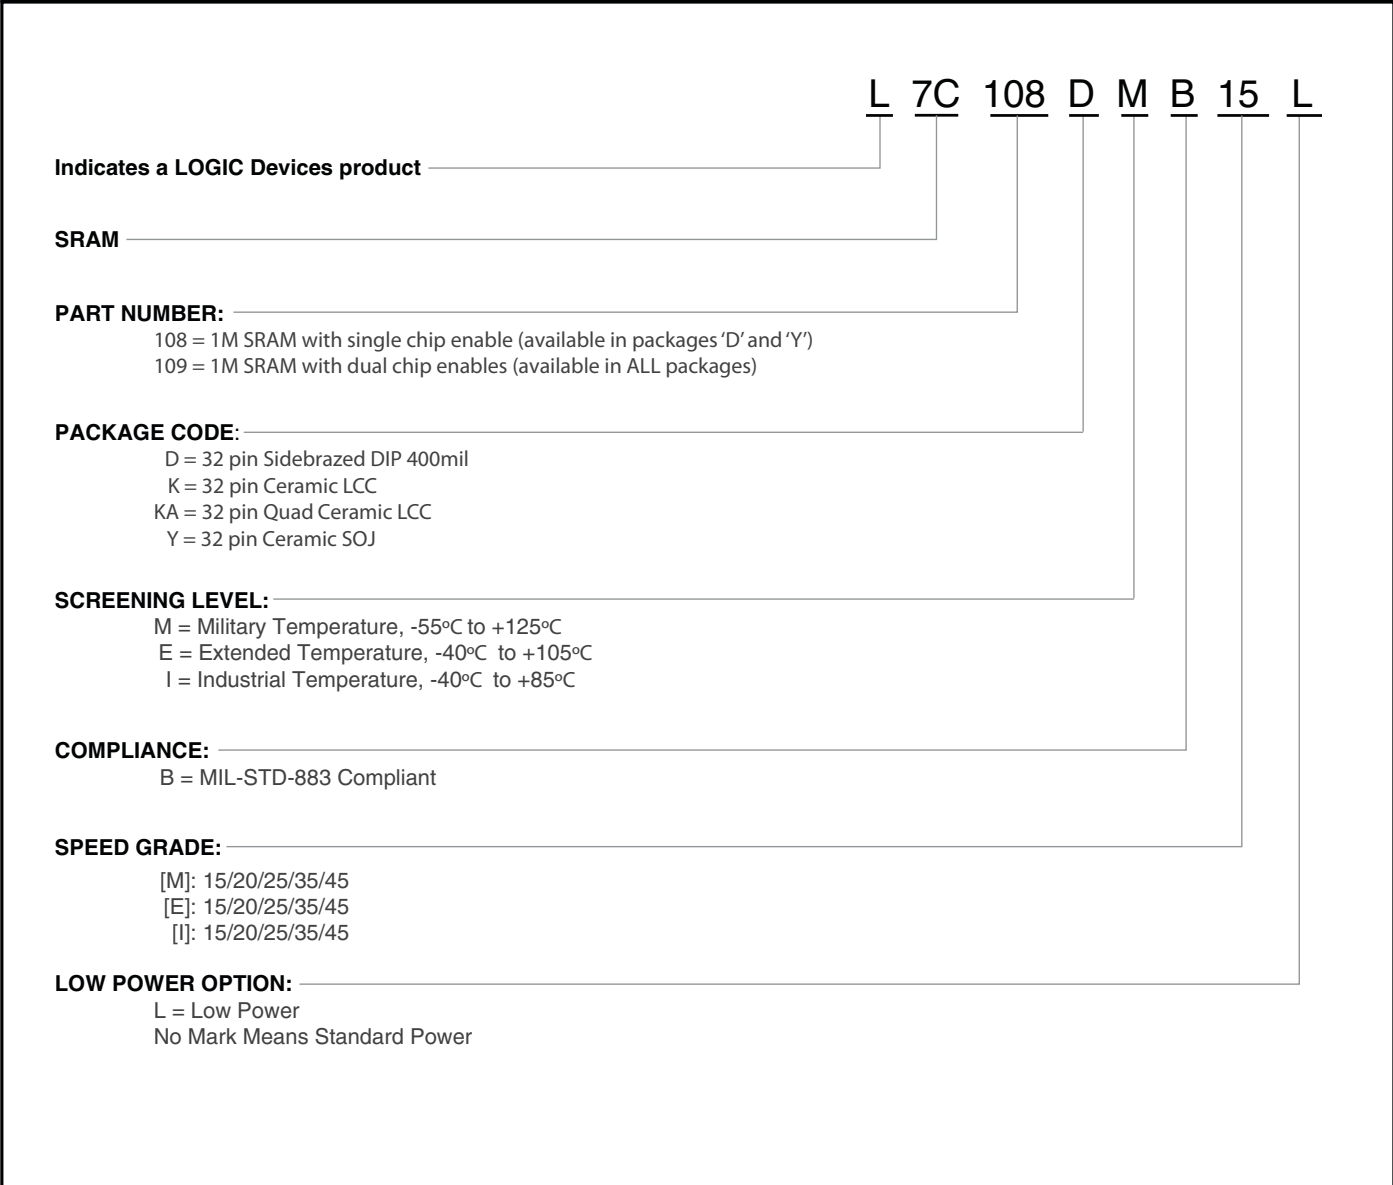 L 7C 108 D M B 15 L
Indicates a LOGIC Devices product
SRAM
PART NUMBER:
108 = 1M SRAM with single chip enable (available in packages ‘D’ and ‘Y’)
109 = 1M SRAM with dual chip enables (available in ALL packages)
PACKAGE CODE:
D = 32 pin Sidebrazed DIP 400mil
K = 32 pin Ceramic LCC
KA = 32 pin Quad Ceramic LCC
Y = 32 pin Ceramic SOJ
SCREENING LEVEL:
M = Military Temperature, -55ºC to +125ºC
E = Extended Temperature, -40ºC to +105ºC
I = Industrial Temperature, -40ºC to +85ºC
COMPLIANCE:
B = MIL-STD-883 Compliant
SPEED GRADE:
[M]: 15/20/25/35/45
[E]: 15/20/25/35/45
[I]: 15/20/25/35/45
LOW POWER OPTION:
L = Low Power
No Mark Means Standard Power